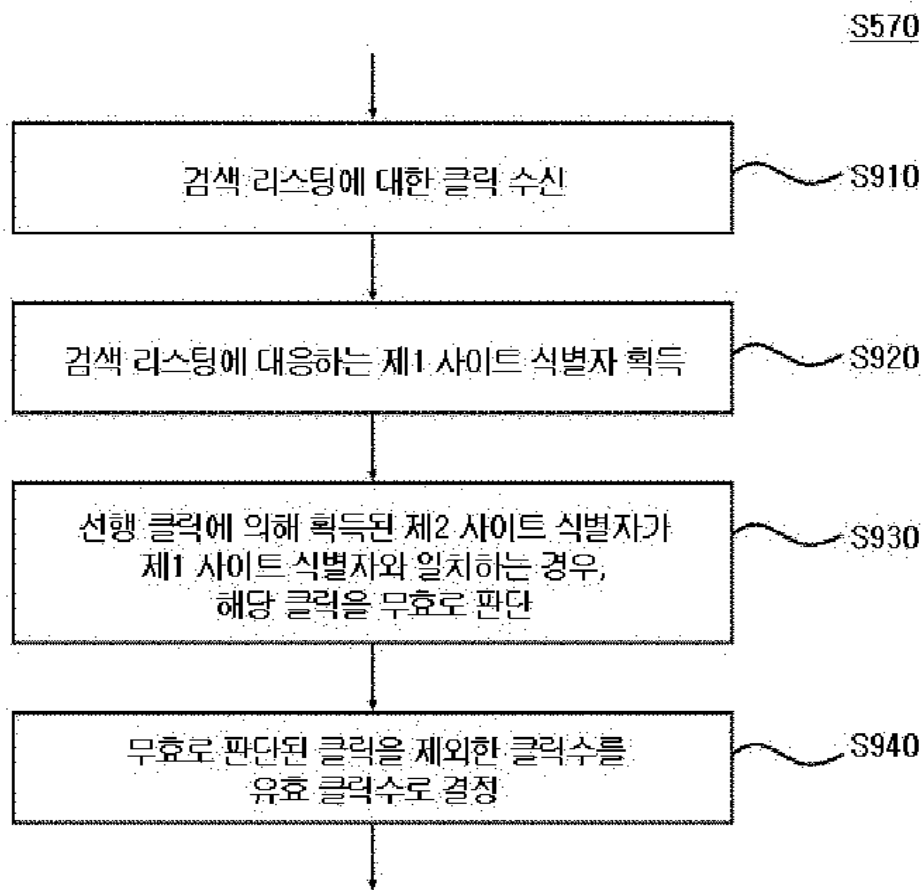 S570
검색 리스팅에 대한 클릭 수신
S910
검색 리스팅에 대응하는 제1 사이트 식별자 획득
S920
선행 클릭에 의해 획득된 제2 사이트 식별자가
제1 사이트 식별자와 일치하는 경우,
해당 클릭을 무효로 판단
S930
무효로 판단된 클릭을 제외한 클릭수를
유효 클릭수로 결정
S940